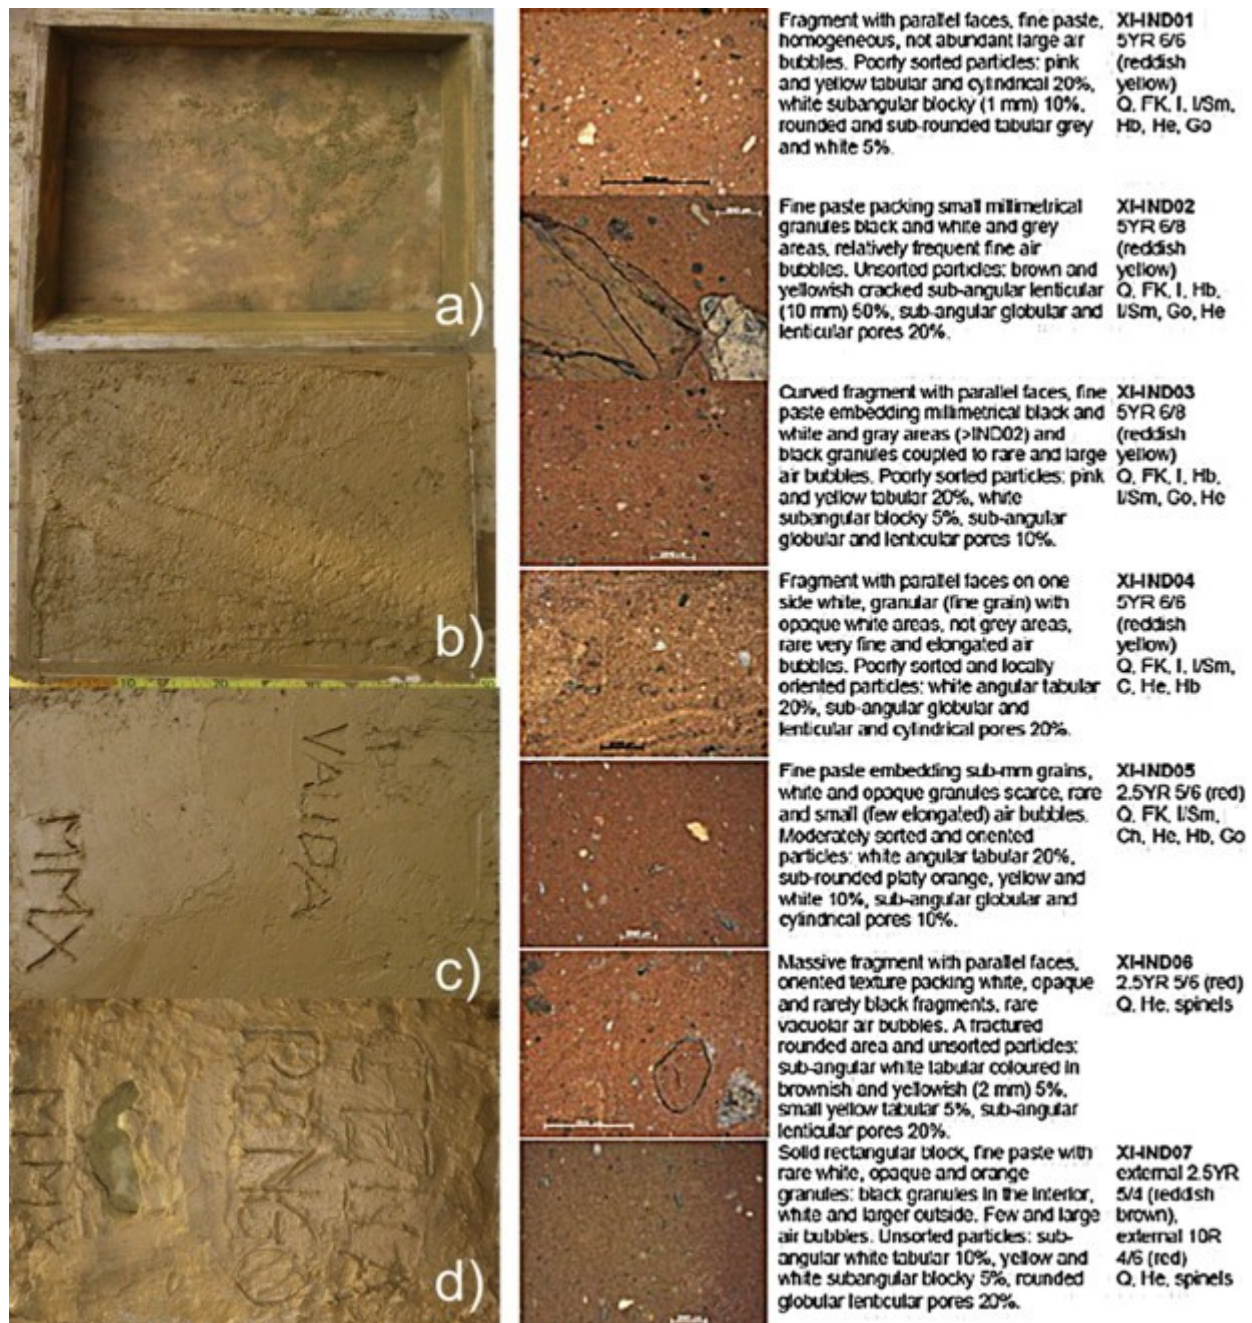 a)
b)
10 20
c)
MMX
VALIDA
d)
MMX
Fragment with parallel faces, fine paste,
homogeneous, not abundant large air
bubbles. Poorly sorted particles: pink
and yellow tabular and cylindrical 20%,
white subangular blocky (1 mm) 10%,
rounded and sub-rounded tabular grey
and white 5%.
XI-IND01
5YR 6/6
(reddish
yellow)
Q, FK, I, I/Sm,
Hb, He, Go
Fine paste packing small millimetrical
granules black and white and grey
areas, relatively frequent fine air
bubbles. Unsorted particles: brown and
yellowish cracked sub-angular lenticular
(10 mm) 50%, sub-angular globular and
lenticular pores 20%.
XI-IND02
5YR 6/8
(reddish
yellow)
Q, FK, I, Hb,
I/Sm, Go, He
Curved fragment with parallel faces, fine
paste embedding millimetrical black and
white and gray areas (>IND02) and
black granules coupled to rare and large
air bubbles. Poorly sorted particles: pink
and yellow tabular 20%, white
subangular blocky 5%, sub-angular
globular and lenticular pores 10%.
XI-IND03
5YR 6/8
(reddish
yellow)
Q, FK, I, Hb,
I/Sm, Go, He
Fragment with parallel faces on one
side white, granular (fine grain) with
opaque white areas, not grey areas,
rare very fine and elongated air
bubbles. Poorly sorted and locally
oriented particles: white angular tabular
20%, sub-angular globular and
lenticular and cylindrical pores 20%.
XI-IND04
5YR 6/6
(reddish
yellow)
Q, FK, I, I/Sm,
C, He, Hb
Fine paste embedding sub-mm grains,
white and opaque granules scarce, rare
and small (few elongated) air bubbles.
Moderately sorted and oriented
particles: white angular tabular 20%,
sub-rounded platy orange, yellow and
white 10%, sub-angular globular and
cylindrical pores 10%.
XI-IND05
2.5YR 5/6 (red)
Q, FK, I/Sm,
Ch, He, Hb, Go
Massive fragment with parallel faces,
oriented texture packing white, opaque
and rarely black fragments, rare
vacuolar air bubbles. A fractured
rounded area and unsorted particles:
sub-angular white tabular coloured in
brownish and yellowish (2 mm) 5%,
small yellow tabular 5%, sub-angular
lenticular pores 20%.
XI-IND06
2.5YR 5/6 (red)
Q, He, spinels
Solid rectangular block, fine paste with
rare white, opaque and orange
granules: black granules in the interior,
white and larger outside. Few and large
air bubbles. Unsorted particles: sub-
angular white tabular 10%, yellow and
white subangular blocky 5%, rounded
globular lenticular pores 20%.
XI-IND07
external 2.5YR
5/4 (reddish
brown),
external 10R
4/6 (red)
Q, He, spinels